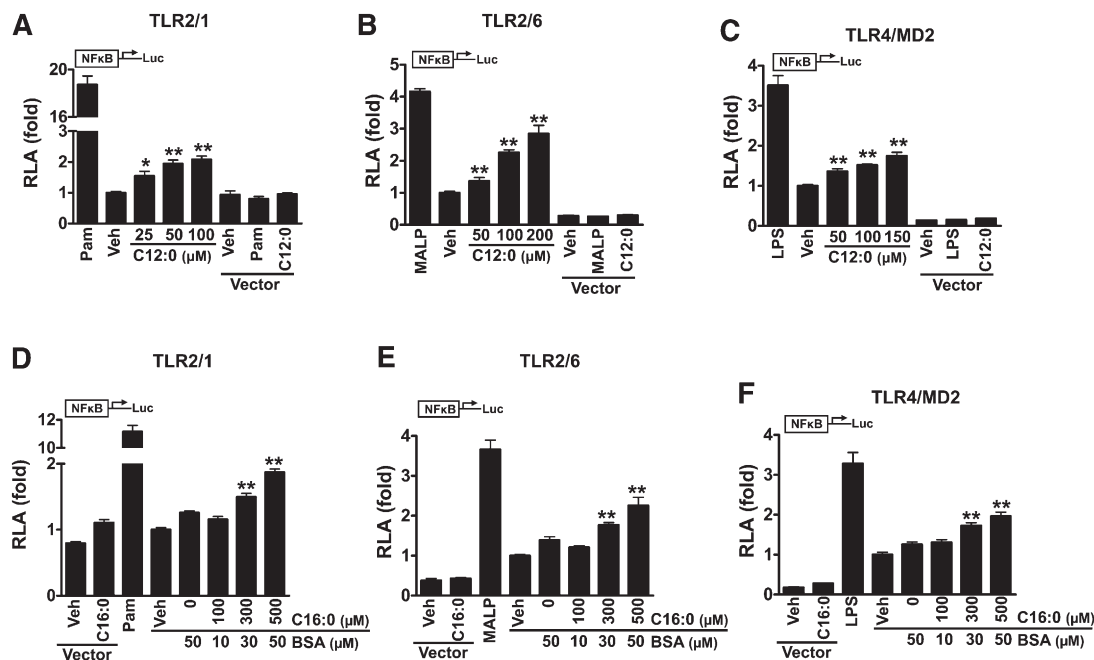 A
TLR2/1
NFκB
Luc
RLA (fold)
20
16
3
2
1
0
* ** **
Pam Veh 25 50 100 Veh Pam C12:0
C12:0 (μM)
Vector
B
TLR2/6
NFκB
Luc
RLA (fold)
5
4
3
2
1
0
** ** **
MALP Veh 50 100 200 Veh MALP C12:0
C12:0 (μM)
Vector
C
TLR4/MD2
NFκB
Luc
RLA (fold)
4
3
2
1
0
** ** **
LPS Veh 50 100 150 Veh LPS C12:0
C12:0 (μM)
Vector
D
TLR2/1
NFκB
Luc
RLA (fold)
12
10
2
1
0
** **
Veh C16:0 Pam Veh 0 100 300 500 C16:0 (μM)
50 10 30 50 BSA (μM)
Vector
E
TLR2/6
NFκB
Luc
RLA (fold)
4
3
2
1
0
** **
Veh C16:0 MALP Veh 0 100 300 500 C16:0 (μM)
50 10 30 50 BSA (μM)
Vector
F
TLR4/MD2
NFκB
Luc
RLA (fold)
4
3
2
1
0
** **
Veh C16:0 LPS Veh 0 100 300 500 C16:0 (μM)
50 10 30 50 BSA (μM)
Vector